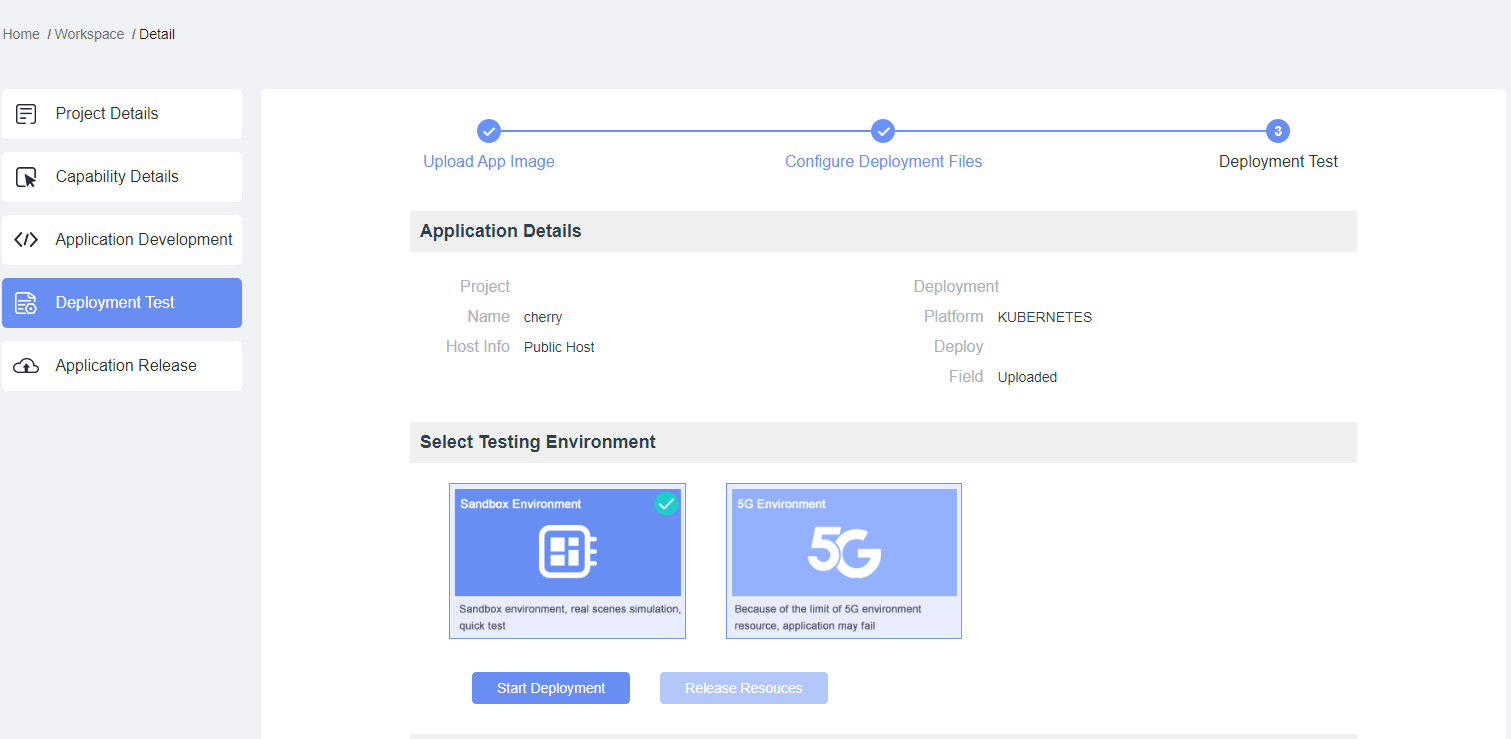 Home / Workspace / Detail
Project Details
Capability Details
Application Development
Deployment Test
Application Release
3
Upload App Image
Configure Deployment Files
Deployment Test
Application Details
Project
Name cherry
Host Info Public Host
Deployment
Platform KUBERNETES
Deploy
Field Uploaded
Select Testing Environment
Sandbox Environment
Sandbox environment, real scenes simulation,
quick test
5G Environment
5G
Because of the limit of 5G environment
resource, application may fail
Start Deployment
Release Resouces